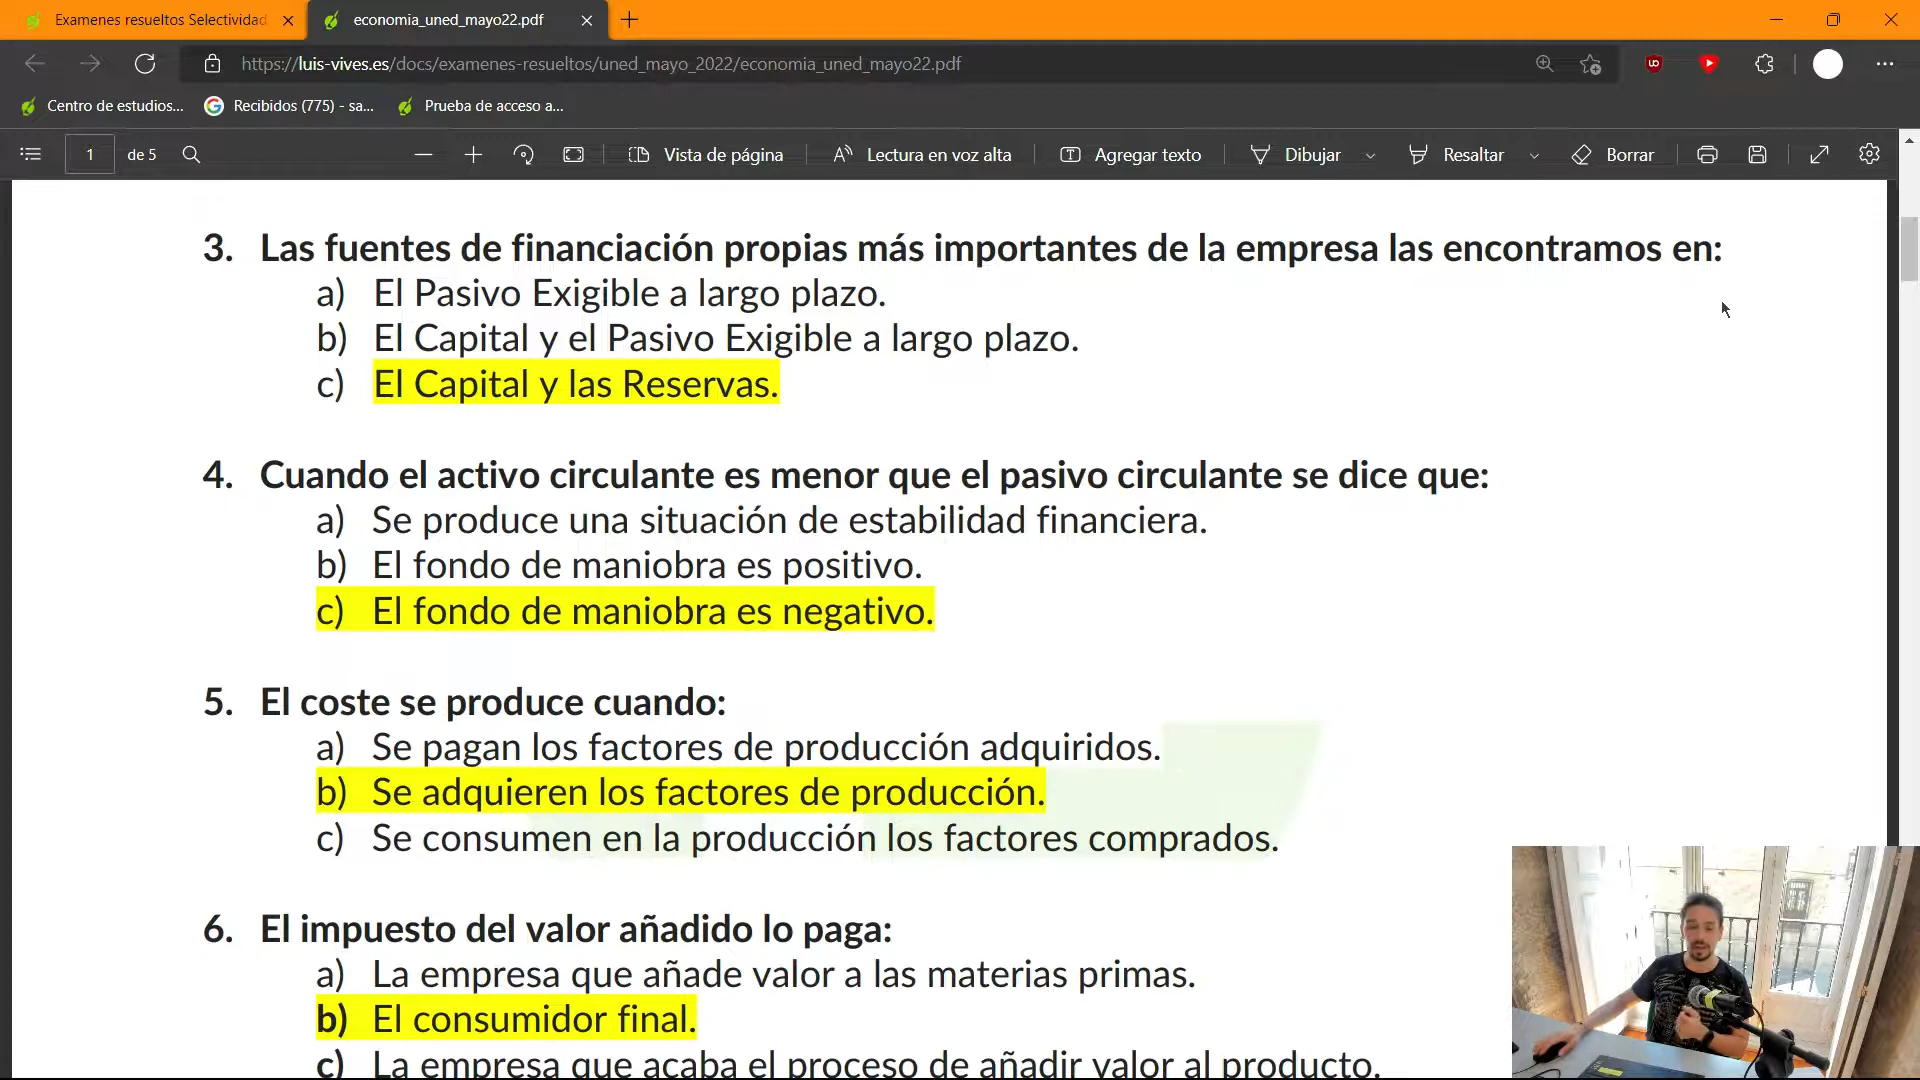 Examenes resueltos Selectividad
economia_uned_mayo22.pdf
https://luis-vives.es/docs/examenes-resueltos/uned_mayo_2022/economia_uned_mayo22.pdf
Centro de estudios...
Recibidos (775) - sa...
Prueba de acceso a...
1 de 5
Vista de página
Lectura en voz alta
Agregar texto
Dibujar
Resaltar
Borrar
3. Las fuentes de financiación propias más importantes de la empresa las encontramos en:
a) El Pasivo Exigible a largo plazo.
b) El Capital y el Pasivo Exigible a largo plazo.
c) El Capital y las Reservas.
4. Cuando el activo circulante es menor que el pasivo circulante se dice que:
a) Se produce una situación de estabilidad financiera.
b) El fondo de maniobra es positivo.
c) El fondo de maniobra es negativo.
5. El coste se produce cuando:
a) Se pagan los factores de producción adquiridos.
b) Se adquieren los factores de producción.
c) Se consumen en la producción los factores comprados.
6. El impuesto del valor añadido lo paga:
a) La empresa que añade valor a las materias primas.
b) El consumidor final.
c) La empresa que acaba el proceso de añadir valor al producto.